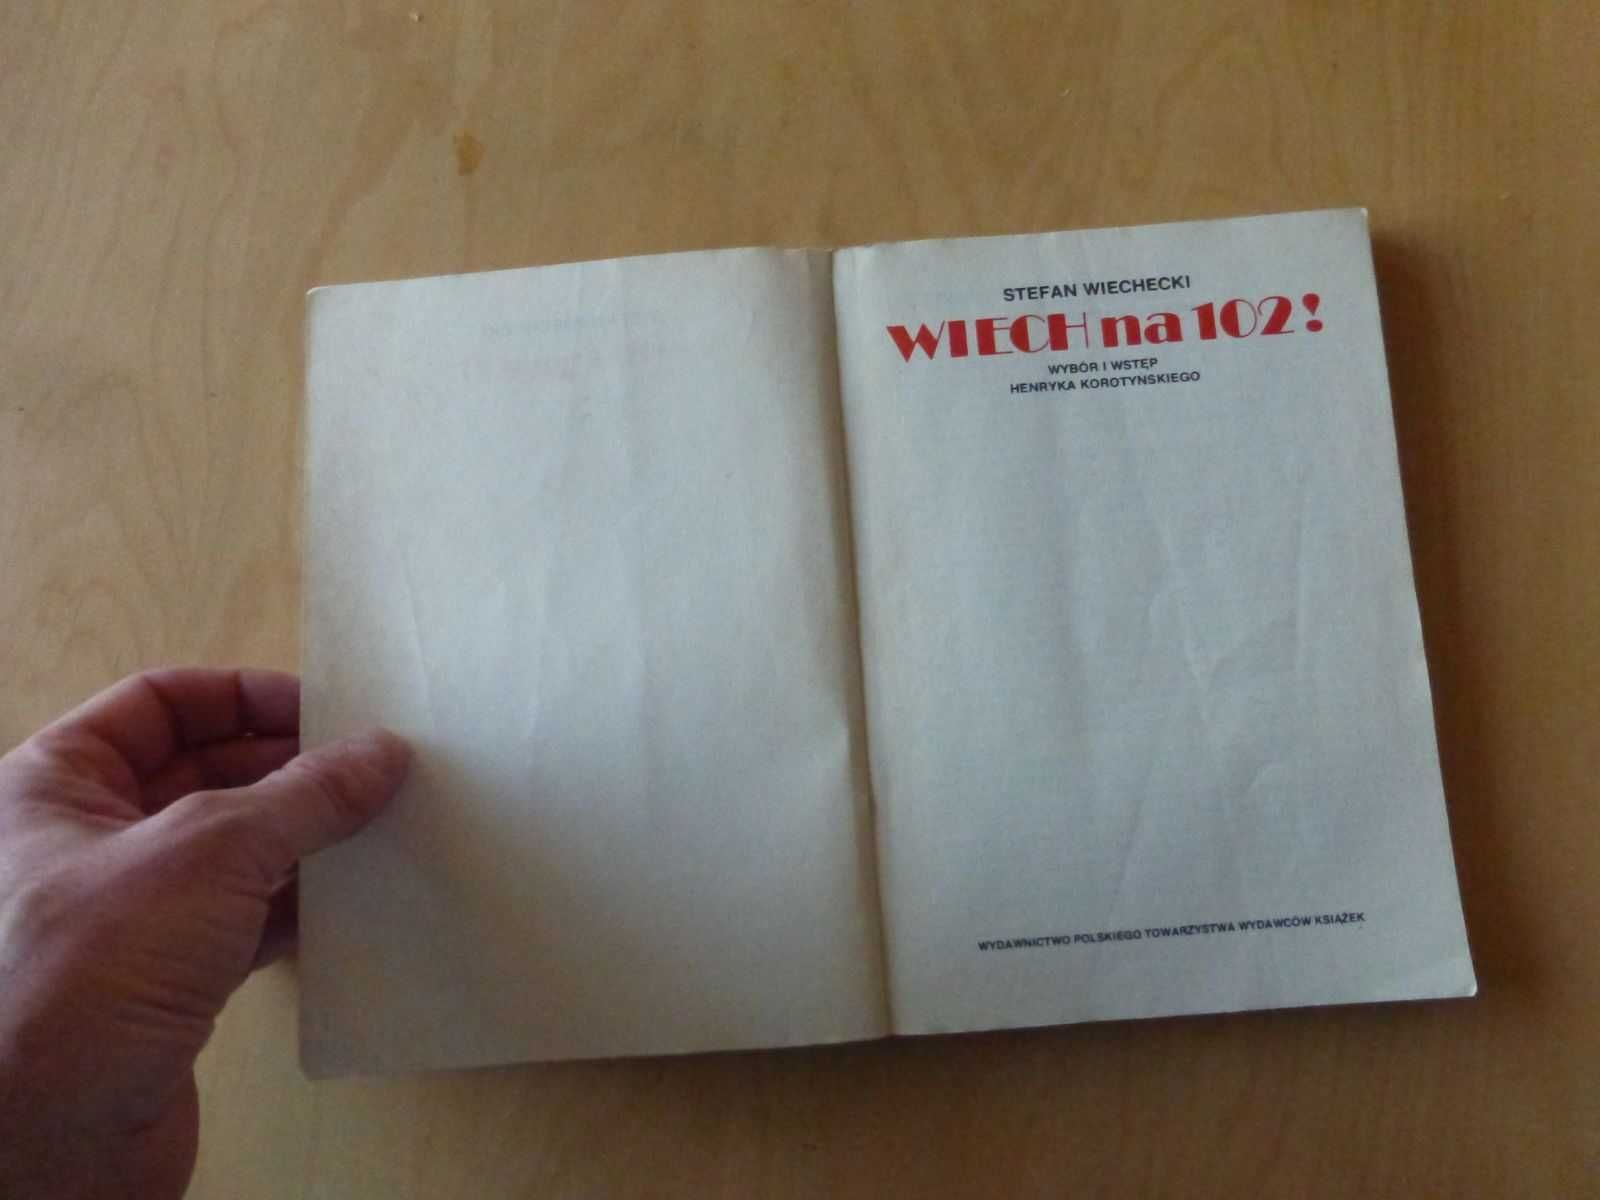 STEFAN WIECHECKI
WIECH na 102!
WYBÓR I WSTĘP
HENRYKA KOROTYŃSKIEGO
WYDAWNICTWO POLSKIEGO TOWARZYSTWA WYDAWCÓW KSIĄŻEK